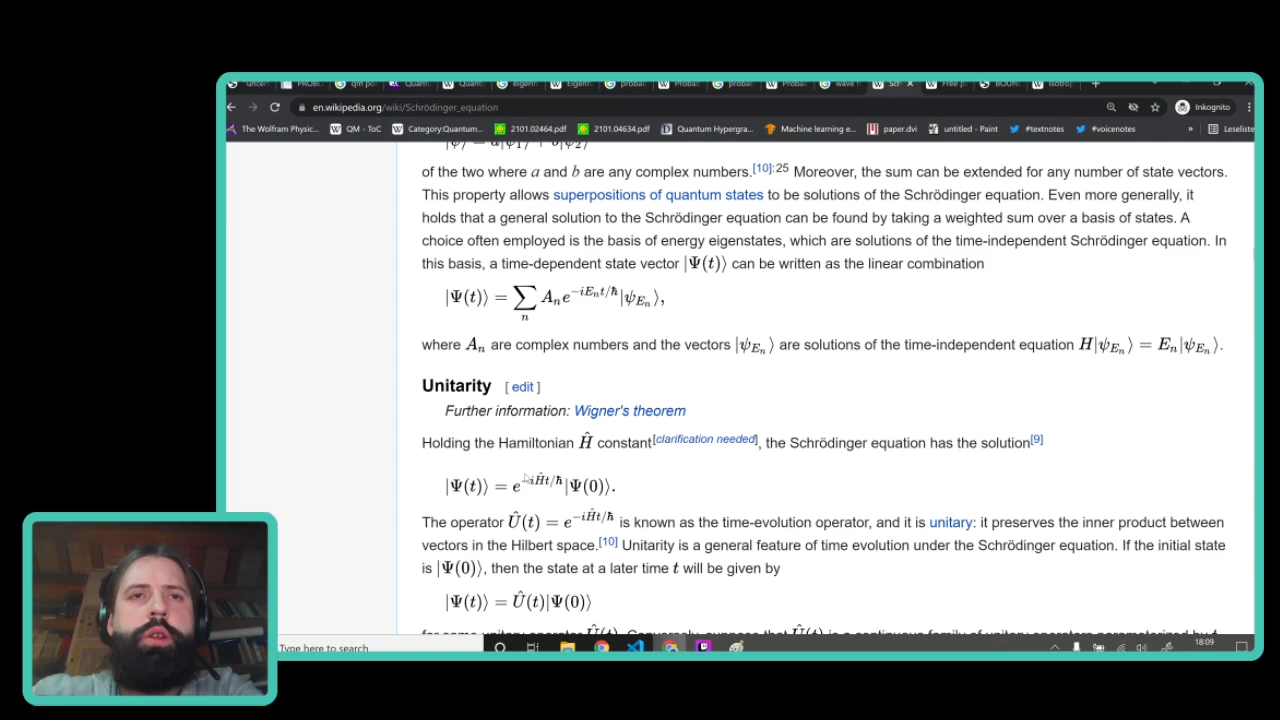 en.wikipedia.org/wiki/Schrödinger_equation
Inkognito
The Wolfram Physic...
QM - ToC
Category:Quantum...
2101.02464.pdf
2101.04634.pdf
Quantum Hypergra...
Machine learning e...
paper.dvi
untitled - Paint
#textnotes
#voicenotes
»
Leseliste
of the two where a and b are any complex numbers.[10]:25 Moreover, the sum can be extended for any number of state vectors.
This property allows superpositions of quantum states to be solutions of the Schrödinger equation. Even more generally, it
holds that a general solution to the Schrödinger equation can be found by taking a weighted sum over a basis of states. A
choice often employed is the basis of energy eigenstates, which are solutions of the time-independent Schrödinger equation. In
this basis, a time-dependent state vector |Ψ(t)⟩ can be written as the linear combination
|Ψ(t)⟩ = ∑n Aₙe^{−iEₙt/ħ}|ψ_{Eₙ}⟩,
where Aₙ are complex numbers and the vectors |ψ_{Eₙ}⟩ are solutions of the time-independent equation H|ψ_{Eₙ}⟩ = Eₙ|ψ_{Eₙ}⟩.
Unitarity [ edit ]
Further information: Wigner's theorem
Holding the Hamiltonian Ĥ constant[clarification needed], the Schrödinger equation has the solution[9]
|Ψ(t)⟩ = e^{−iĤt/ħ}|Ψ(0)⟩.
The operator Û(t) = e^{−iĤt/ħ} is known as the time-evolution operator, and it is unitary: it preserves the inner product between
vectors in the Hilbert space.[10] Unitarity is a general feature of time evolution under the Schrödinger equation. If the initial state
is |Ψ(0)⟩, then the state at a later time t will be given by
|Ψ(t)⟩ = Û(t)|Ψ(0)⟩
Type here to search
18:09